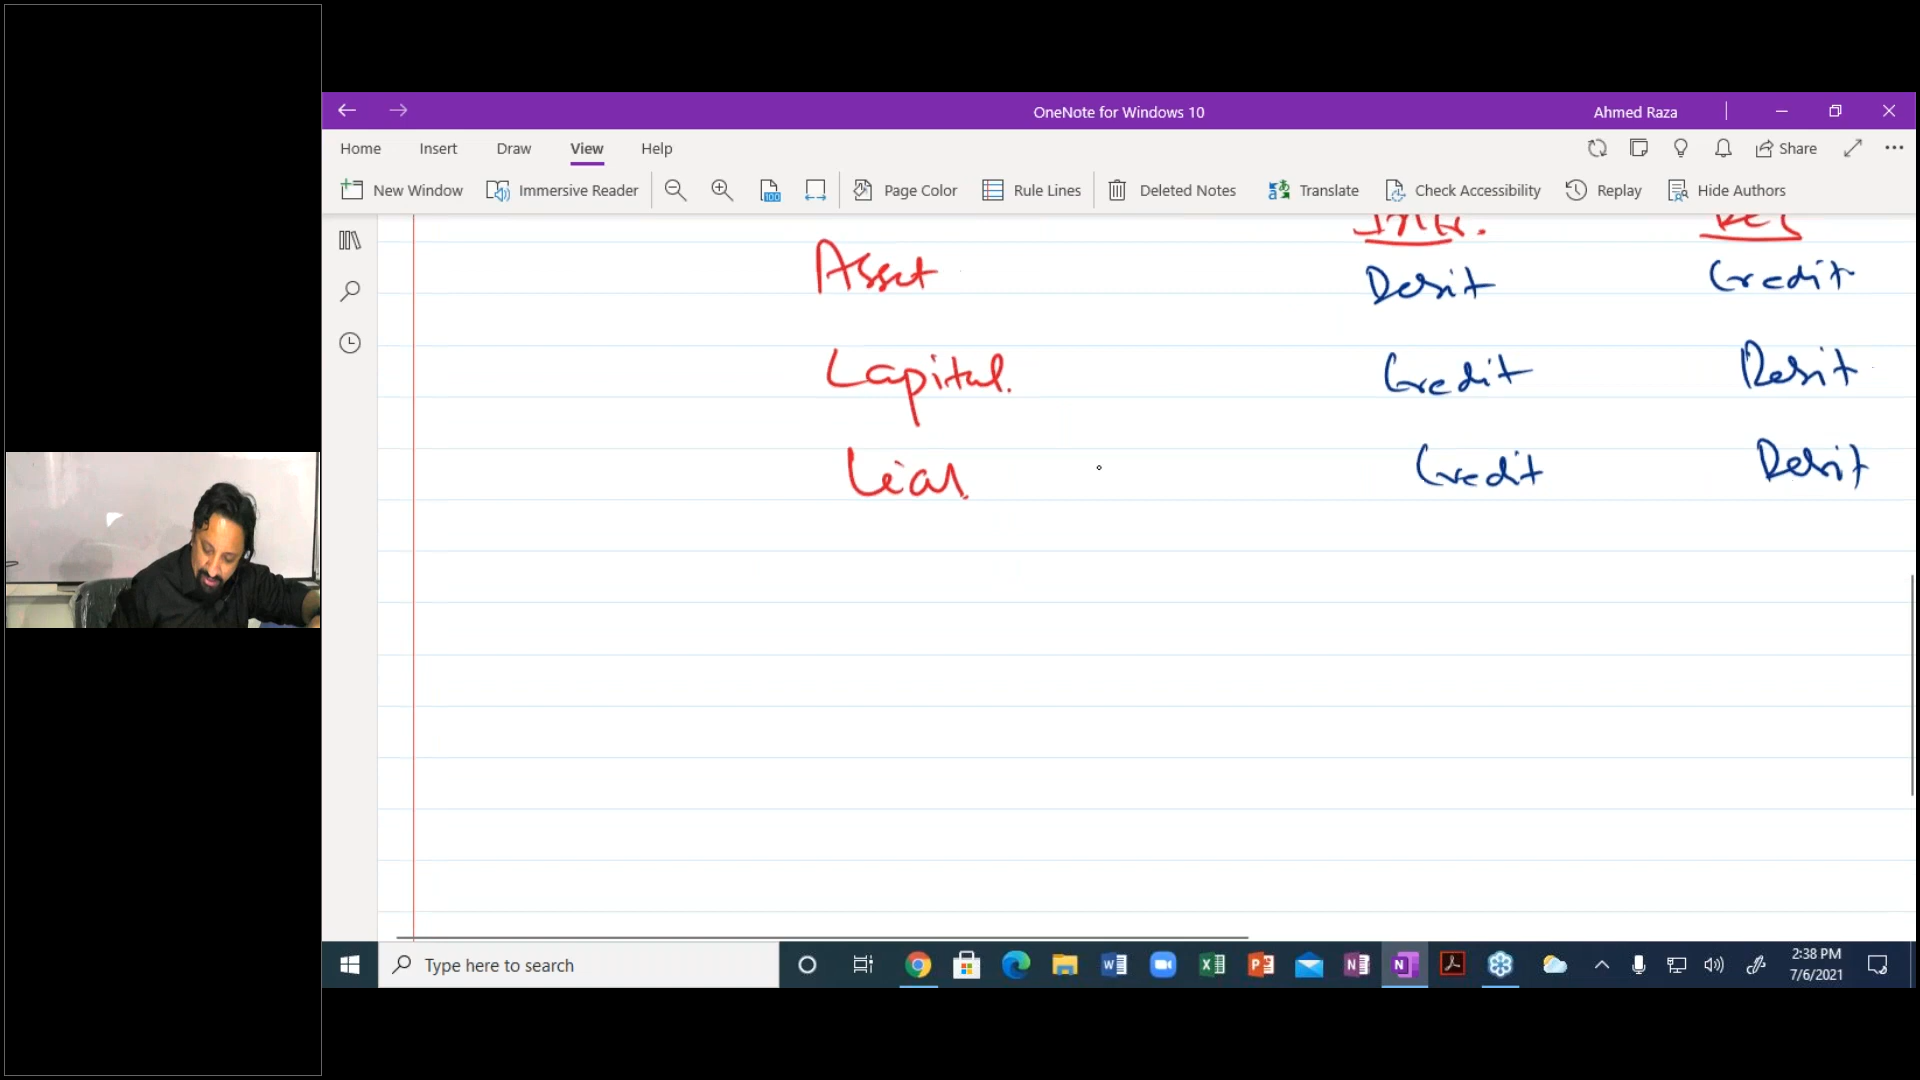 OneNote for Windows 10 Ahmed Raza
Home Insert Draw View Help Share
New Window Immersive Reader 100 Page Color Rule Lines Deleted Notes Translate Check Accessibility Replay Hide Authors
Asset Debit Credit
Capital. Credit Debit
Credit Debit
Type here to search 2:38 PM
7/6/2021